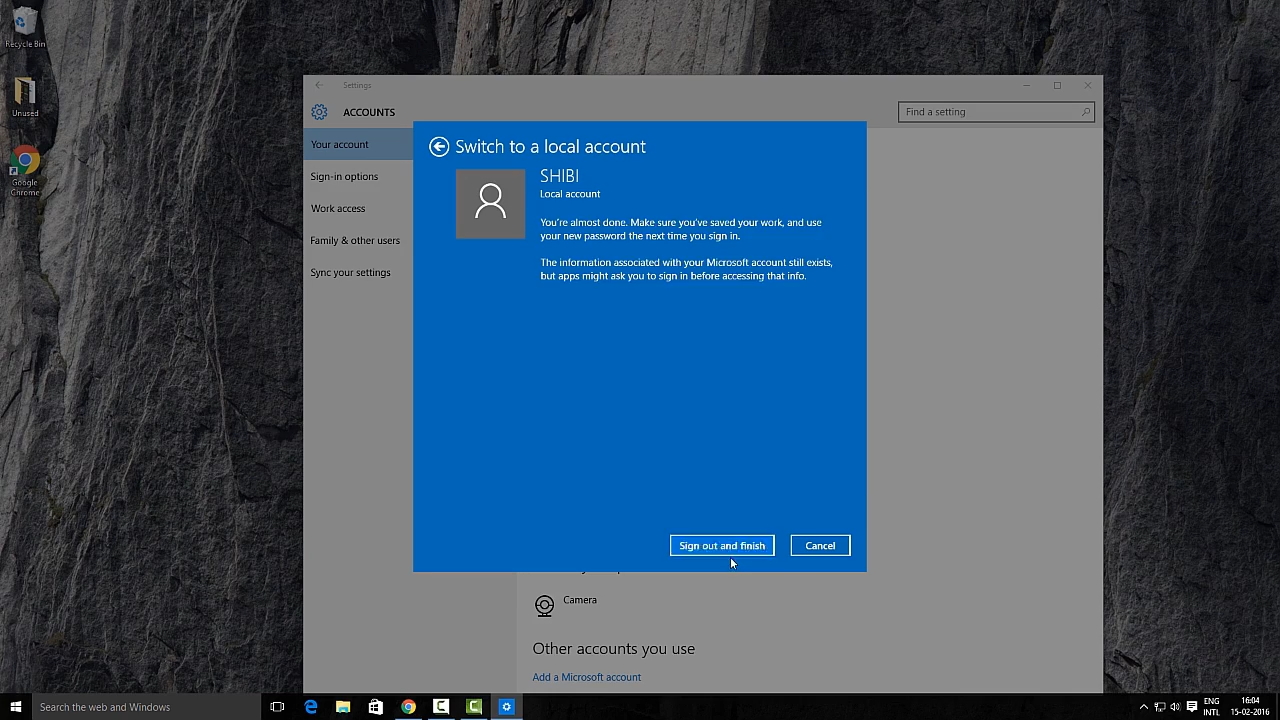 Recycle Bin
Unused
Google
Chrome
Settings
ACCOUNTS
Find a setting
Your account
Sign-in options
Work access
Family & other users
Sync your settings
Switch to a local account
SHIBI
Local account
You're almost done. Make sure you've saved your work, and use
your new password the next time you sign in.
The information associated with your Microsoft account still exists,
but apps might ask you to sign in before accessing that info.
Sign out and finish
Cancel
Camera
Other accounts you use
Add a Microsoft account
Search the web and Windows
ENG
INTL
16:04
15-02-2016